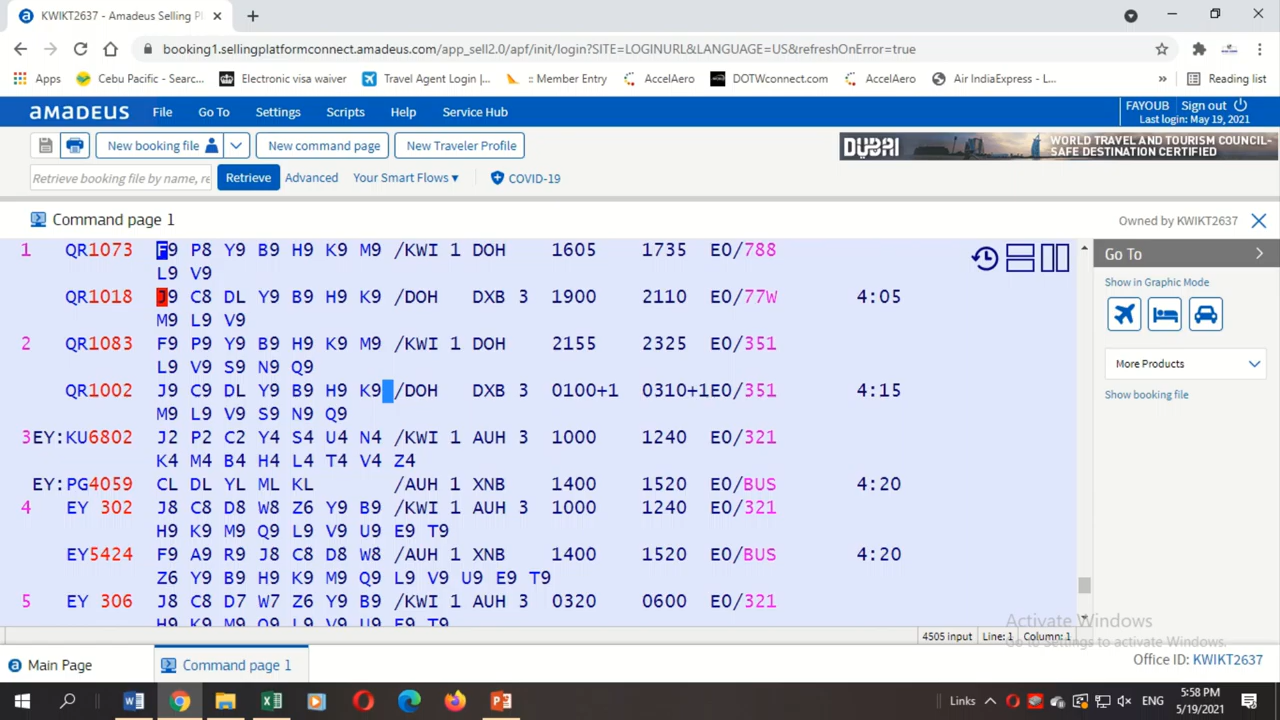 KWIKT2637 - Amadeus Selling Pl
booking1.sellingplatformconnect.amadeus.com/app_sell2.0/apf/init/login?SITE=LOGINURL&LANGUAGE=US&refreshOnError=true
Apps Cebu Pacific - Searc... Electronic visa waiver Travel Agent Login |... :: Member Entry AccelAero DOTWconnect.com AccelAero Air IndiaExpress - L... » Reading list
amadeus File Go To Settings Scripts Help Service Hub FAYOUB Sign out
Last login: May 19, 2021
New booking file New command page New Traveler Profile DUBAI WORLD TRAVEL AND TOURISM COUNCIL-
SAFE DESTINATION CERTIFIED
Retrieve booking file by name, re Retrieve Advanced Your Smart Flows COVID-19
Command page 1 Owned by KWIKT2637
1 QR1073 F9 P8 Y9 B9 H9 K9 M9 /KWI 1 DOH 1605 1735 E0/788
L9 V9
QR1018 J9 C8 DL Y9 B9 H9 K9 /DOH DXB 3 1900 2110 E0/77W 4:05
M9 L9 V9
2 QR1083 F9 P9 Y9 B9 H9 K9 M9 /KWI 1 DOH 2155 2325 E0/351
L9 V9 S9 N9 Q9
QR1002 J9 C9 DL Y9 B9 H9 K9 /DOH DXB 3 0100+1 0310+1E0/351 4:15
M9 L9 V9 S9 N9 Q9
3EY:KU6802 J2 P2 C2 Y4 S4 U4 N4 /KWI 1 AUH 3 1000 1240 E0/321
K4 M4 B4 H4 L4 T4 V4 Z4
EY:PG4059 CL DL YL ML KL /AUH 1 XNB 1400 1520 E0/BUS 4:20
4 EY 302 J8 C8 D8 W8 Z6 Y9 B9 /KWI 1 AUH 3 1000 1240 E0/321
H9 K9 M9 Q9 L9 V9 U9 E9 T9
EY5424 F9 A9 R9 J8 C8 D8 W8 /AUH 1 XNB 1400 1520 E0/BUS 4:20
Z6 Y9 B9 H9 K9 M9 Q9 L9 V9 U9 E9 T9
5 EY 306 J8 C8 D7 W7 Z6 Y9 B9 /KWI 1 AUH 3 0320 0600 E0/321
H9 K9 M9 Q9 L9 V9 U9 E9 T9
Go To
Show in Graphic Mode
More Products
Show booking file
Activate Windows
Go to Settings to activate Windows.
4505 input Line: 1 Column: 1
Main Page Command page 1 Office ID: KWIKT2637
Links ENG 5:58 PM
5/19/2021